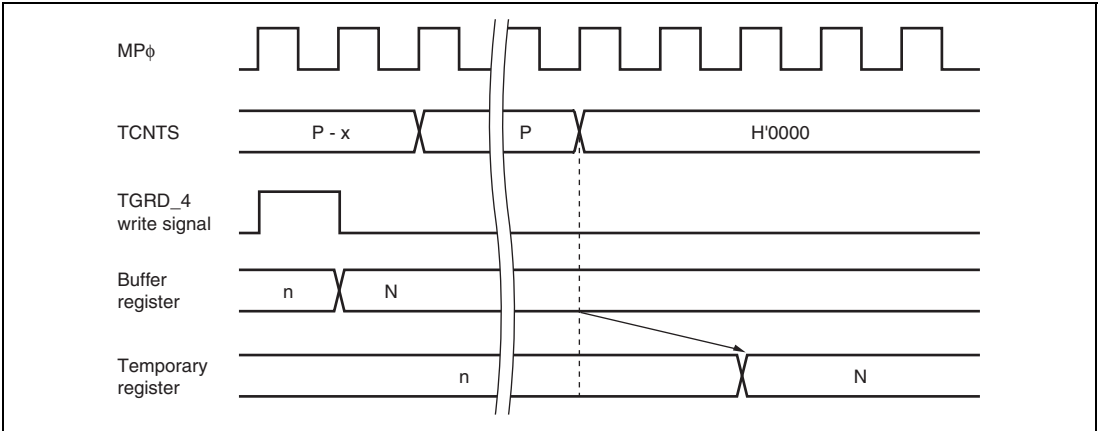 MPϕ
TCNTS P - x P H'0000
TGRD_4
write signal
Buffer
register n N
Temporary
register n N